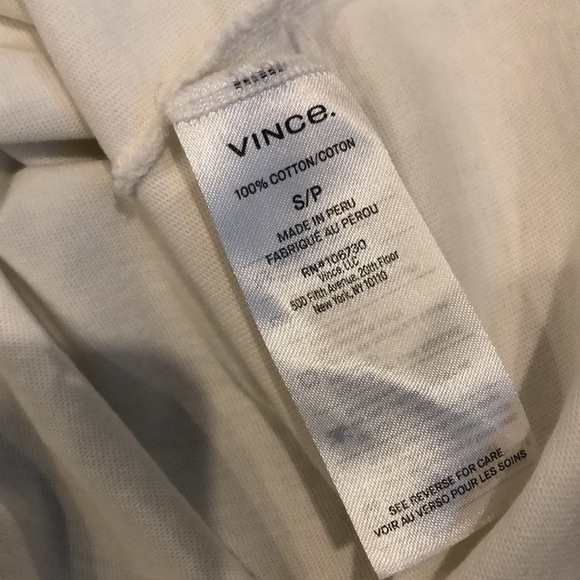 VINCE.
100% COTTON/COTON
S/P
MADE IN PERU
FABRIQUÉ AU PÉROU
RN#106730
Vince, LLC
500 Fifth Avenue, 20th Floor
New York, NY 10110
SEE REVERSE FOR CARE
VOIR AU VERSO POUR LES SOINS